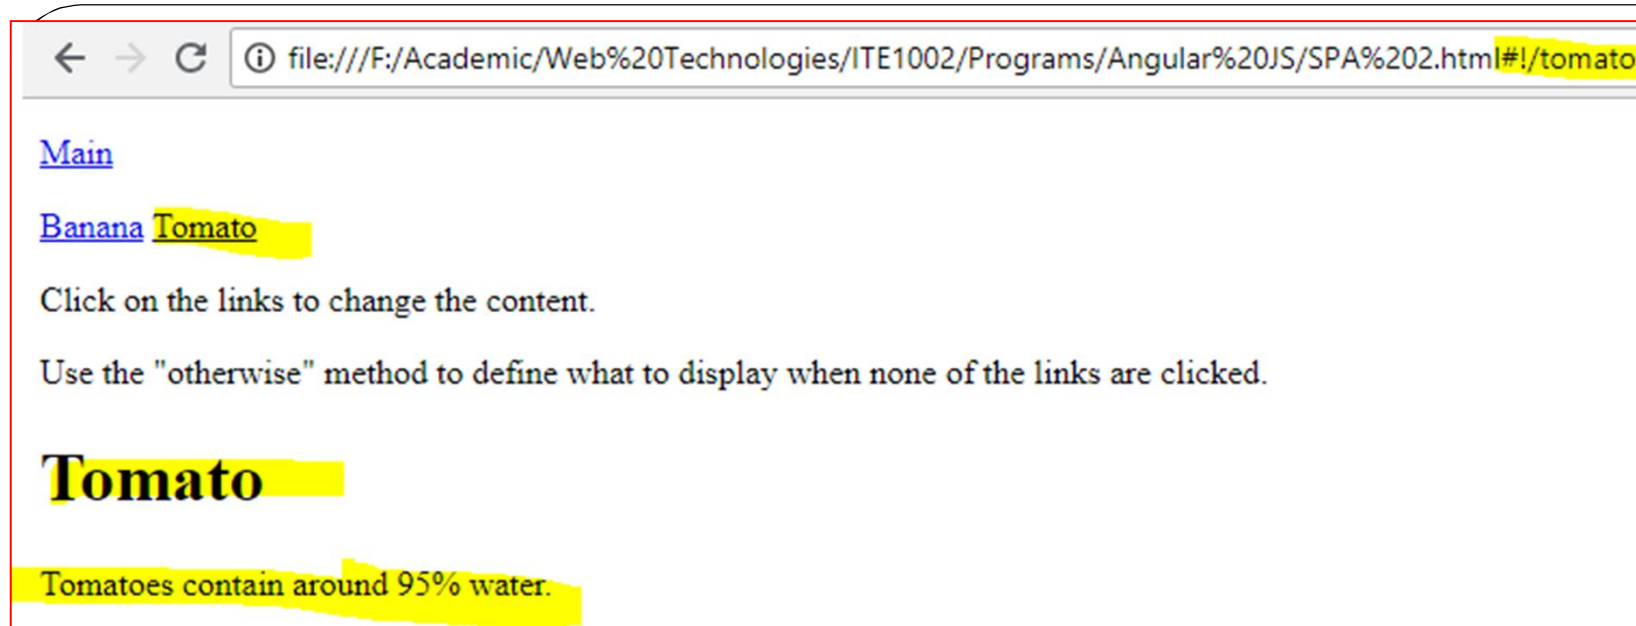 file:///F:/Academic/Web%20Technologies/ITE1002/Programs/Angular%20JS/SPA%202.html#!/tomato
Main
Banana Tomato
Click on the links to change the content.
Use the "otherwise" method to define what to display when none of the links are clicked.
Tomato
Tomatoes contain around 95% water.